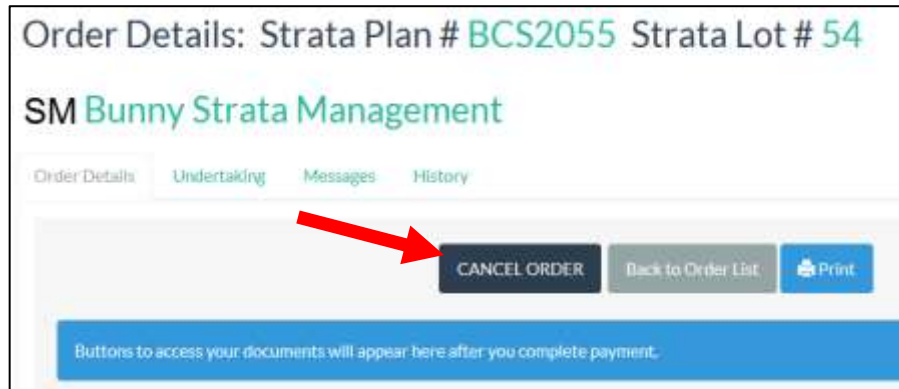 Order Details: Strata Plan # BCS2055 Strata Lot # 54
SM Bunny Strata Management
Order Details Undertaking Messages History
CANCEL ORDER Back to Order List Print
Buttons to access your documents will appear here after you complete payment.